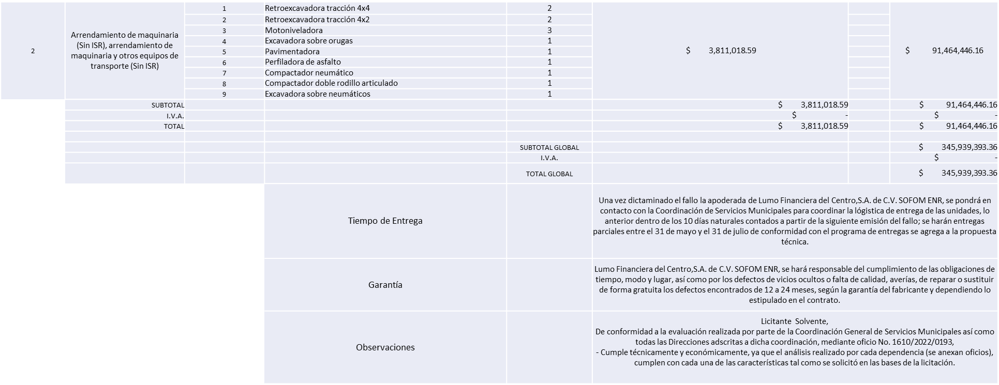 1 Retroexcavadora tracción 4x4 2
2 Retroexcavadora tracción 4x2 2
3 Motoniveladora 3
4 Excavadora sobre orugas 1
5 Pavimentadora 1
6 Perfiladora de asfalto 1
7 Compactador neumático 1
8 Compactador doble rodillo articulado 1
9 Excavadora sobre neumáticos 1
2
Arrendamiento de maquinaria
(Sin ISR), arrendamiento de
maquinaria y otros equipos de
transporte (Sin ISR)
$ 3,811,018.59 $ 91,464,446.16
SUBTOTAL $ 3,811,018.59 $ 91,464,446.16
I.V.A. $ - $ -
TOTAL $ 3,811,018.59 $ 91,464,446.16
SUBTOTAL GLOBAL $ 345,939,393.36
I.V.A. $ -
TOTAL GLOBAL $ 345,939,393.36
Tiempo de Entrega
Una vez dictaminado el fallo la apoderada de Lumo Financiera del Centro,S.A. de C.V. SOFOM ENR, se pondrá en
contacto con la Coordinación de Servicios Municipales para coordinar la lógistica de entrega de las unidades, lo
anterior dentro de los 10 días naturales contados a partir de la siguiente emisión del fallo; se harán entregas
parciales entre el 31 de mayo y el 31 de julio de conformidad con el programa de entregas se agrega a la propuesta
técnica.
Garantía
Lumo Financiera del Centro,S.A. de C.V. SOFOM ENR, se hará responsable del cumplimiento de las obligaciones de
tiempo, modo y lugar, así como por los defectos de vicios ocultos o falta de calidad, averías, de reparar o sustituir
de forma gratuita los defectos encontrados de 12 a 24 meses, según la garantía del fabricante y dependiendo lo
estipulado en el contrato.
Observaciones
Licitante Solvente,
De conformidad a la evaluación realizada por parte de la Coordinación General de Servicios Municipales así como
todas las Direcciones adscritas a dicha coordinación, mediante oficio No. 1610/2022/0193,
- Cumple técnicamente y económicamente, ya que el análisis realizado por cada dependencia (se anexan oficios),
cumplen con cada una de las características tal como se solicitó en las bases de la licitación.